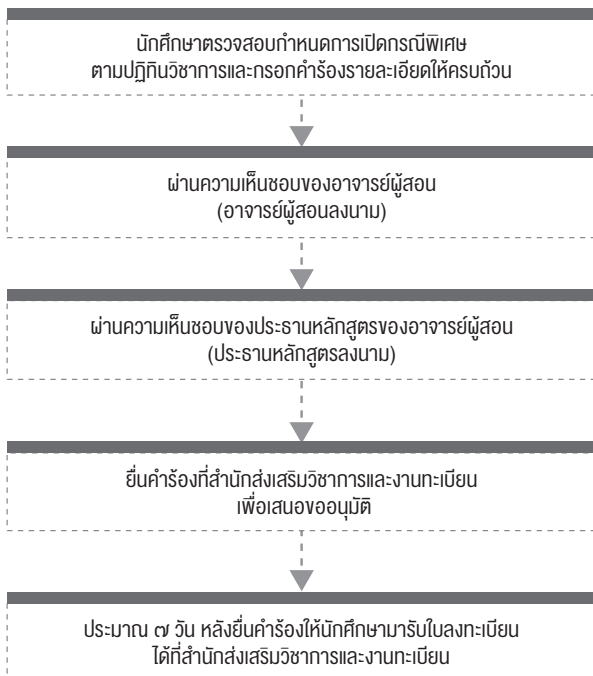 นักศึกษาตรวจสอบกำหนดการเปิดกรณีพิเศษ
ตามปฏิทินวิชาการและกรอกคำร้องรายละเอียดให้ครบถ้วน
ผ่านความเห็นชอบของอาจารย์ผู้สอน
(อาจารย์ผู้สอนลงนาม)
ผ่านความเห็นชอบของประธานหลักสูตรของอาจารย์ผู้สอน
(ประธานหลักสูตรลงนาม)
ยื่นคำร้องที่สำนักส่งเสริมวิชาการและงานทะเบียน
เพื่อเสนอขออนุมัติ
ประมาณ ๗ วัน หลังยื่นคำร้องให้นักศึกษามารับใบลงทะเบียน
ได้ที่สำนักส่งเสริมวิชาการและงานทะเบียน